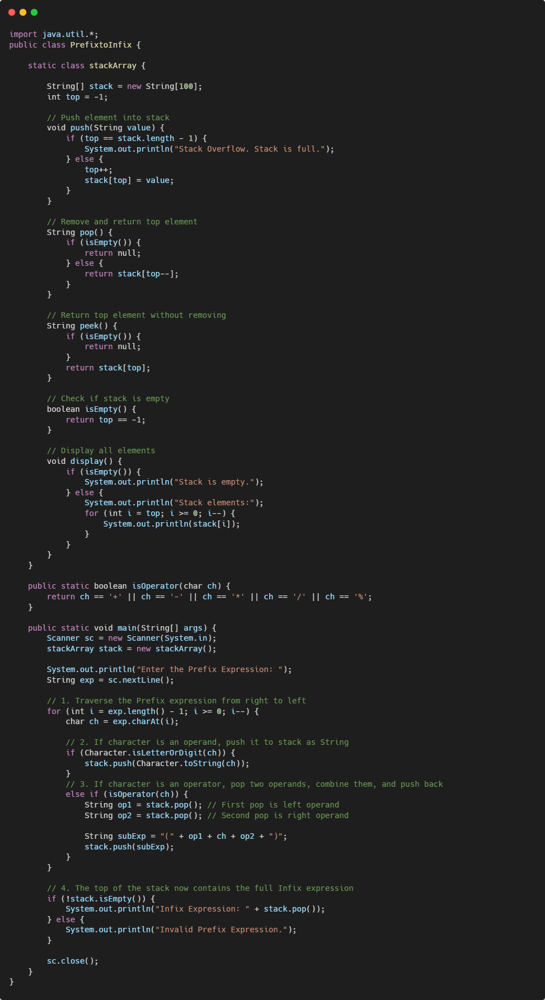 import java.util.*;
public class PrefixtoInfix {
    static class stackArray {
        String[] stack = new String[100];
        int top = -1;
        // Push element into stack
        void push(String value) {
            if (top == stack.length - 1) {
                System.out.println("Stack Overflow. Stack is full.");
            } else {
                top++;
                stack[top] = value;
            }
        }
        // Remove and return top element
        String pop() {
            if (isEmpty()) {
                return null;
            } else {
                return stack[top--];
            }
        }
        // Return top element without removing
        String peek() {
            if (isEmpty()) {
                return null;
            }
            return stack[top];
        }
        // Check if stack is empty
        boolean isEmpty() {
            return top == -1;
        }
        // Display all elements
        void display() {
            if (isEmpty()) {
                System.out.println("Stack is empty.");
            } else {
                System.out.println("Stack elements:");
                for (int i = top; i >= 0; i--) {
                    System.out.println(stack[i]);
                }
            }
        }
    }
    public static boolean isOperator(char ch) {
        return ch == '+' || ch == '-' || ch == '*' || ch == '/' || ch == '%';
    }
    public static void main(String[] args) {
        Scanner sc = new Scanner(System.in);
        stackArray stack = new stackArray();
        System.out.println("Enter the Prefix Expression: ");
        String exp = sc.nextLine();
        // 1. Traverse the Prefix expression from right to left
        for (int i = exp.length() - 1; i >= 0; i--) {
            char ch = exp.charAt(i);
            // 2. If character is an operand, push it to stack as String
            if (Character.isLetterOrDigit(ch)) {
                stack.push(Character.toString(ch));
            }
            // 3. If character is an operator, pop two operands, combine them, and push back
            else if (isOperator(ch)) {
                String op1 = stack.pop(); // First pop is left operand
                String op2 = stack.pop(); // Second pop is right operand
                String subExp = "(" + op1 + ch + op2 + ")";
                stack.push(subExp);
            }
        }
        // 4. The top of the stack now contains the full Infix expression
        if (!stack.isEmpty()) {
            System.out.println("Infix Expression: " + stack.pop());
        } else {
            System.out.println("Invalid Prefix Expression.");
        }
        sc.close();
    }
}